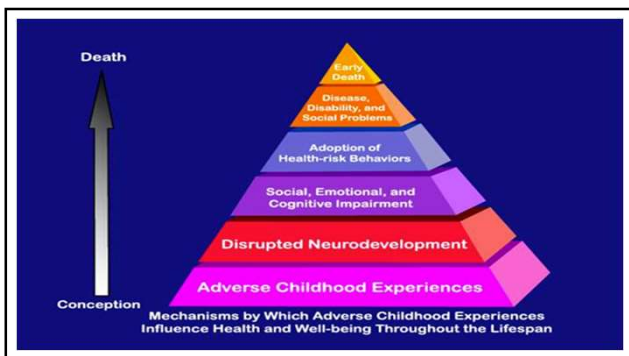 Death
Early
Death
Disease,
Disability, and
Social Problems
Adoption of
Health-risk Behaviors
Social, Emotional, and
Cognitive Impairment
Disrupted Neurodevelopment
Adverse Childhood Experiences
Conception
Mechanisms by Which Adverse Childhood Experiences
Influence Health and Well-being Throughout the Lifespan